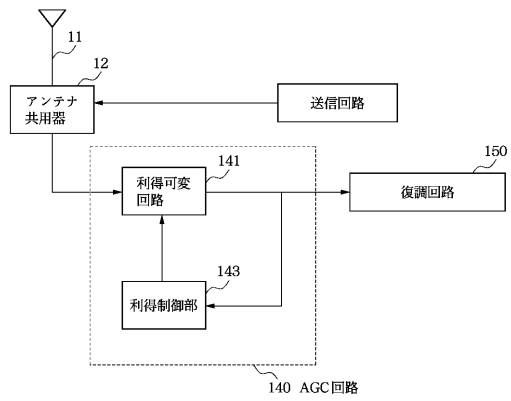 11
12
アンテナ
共用器
送信回路
141
利得可変
回路
150
復調回路
143
利得制御部
140 AGC回路